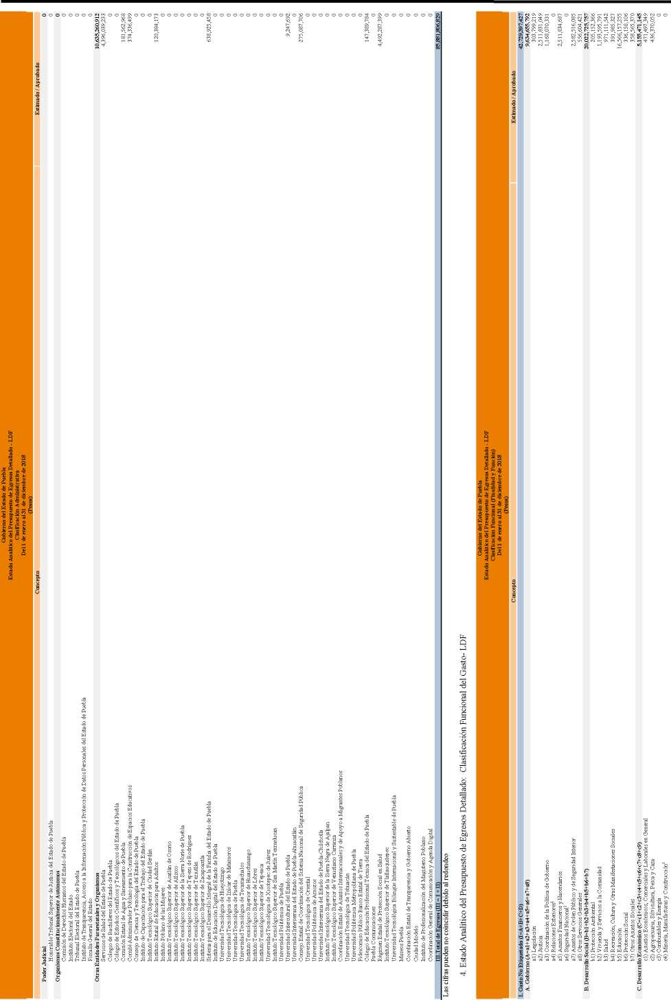 Gobierno del Estado de Puebla
Estado Analítico del Presupuesto de Egresos Detallado - LDF
Clasificación Administrativa
Del 1 de enero al 31 de diciembre de 2018
(Pesos)
Concepto Estimado / Aprobado
Poder Judicial 0
Honorable Tribunal Superior de Justicia del Estado de Puebla 0
Organismos Constitucionalmente Autónomos 0
Comisión de Derechos Humanos del Estado de Puebla 0
Instituto Electoral del Estado 0
Tribunal Electoral del Estado de Puebla 0
Instituto de Transparencia, Acceso a la Información Pública y Protección de Datos Personales del Estado de Puebla 0
Fiscalía General del Estado 0
Otras Entidades Paraestatales y Organismos 10,635,260,912
Servicios de Salud del Estado de Puebla 4,396,039,233
Colegio de Bachilleres del Estado de Puebla 0
Colegio de Estudios Científicos y Tecnológicos del Estado de Puebla 0
Comisión Estatal de Agua y Saneamiento de Puebla 181,562,968
Comité Administrador Poblano para la Construcción de Espacios Educativos 374,336,499
Consejo de Ciencia y Tecnología del Estado de Puebla 0
Instituto de Capacitación para el Trabajo del Estado de Puebla 0
Instituto Tecnológico Superior de Ciudad Serdán 0
Instituto Estatal de Educación para Adultos 120,384,173
Instituto Poblano de las Mujeres 0
Instituto Tecnológico Superior de Acatlán de Osorio 0
Instituto Tecnológico Superior de Atlixco 0
Instituto Tecnológico Superior de la Sierra Norte de Puebla 0
Instituto Tecnológico Superior de Tepexi de Rodríguez 0
Instituto Tecnológico Superior de Teziutlán 0
Instituto Tecnológico Superior de Zacapoaxtla 0
Sistema para el Desarrollo Integral de la Familia del Estado de Puebla 638,925,458
Instituto de Educación Digital del Estado de Puebla 0
Universidad Tecnológica de Huejotzingo 0
Universidad Tecnológica de Izúcar de Matamoros 0
Universidad Tecnológica de Puebla 0
Universidad Tecnológica de Tecamachalco 0
Instituto Tecnológico Superior de Huauchinango 0
Instituto Tecnológico Superior de Libres 0
Instituto Tecnológico Superior de Tepeaca 0
Universidad Tecnológica de Xicotepec de Juárez 0
Instituto Tecnológico Superior de San Martín Texmelucan 0
Universidad Politécnica de Puebla 0
Universidad Intercultural del Estado de Puebla 9,247,692
Universidad Interserrana del Estado de Puebla-Ahuacatlán 0
Consejo Estatal de Coordinación del Sistema Nacional de Seguridad Pública 275,087,706
Universidad Tecnológica de Oriental 0
Universidad Politécnica de Amozoc 0
Universidad Interserrana del Estado de Puebla-Chilchotla 0
Instituto Tecnológico Superior de la Sierra Negra de Ajalpan 0
Instituto Tecnológico Superior de Venustiano Carranza 0
Coordinación Estatal de Asuntos Internacionales y de Apoyo a Migrantes Poblanos 0
Universidad Tecnológica de Tehuacán 0
Universidad Politécnica Metropolitana de Puebla 0
Fideicomiso Público Banco Estatal de Tierra 0
Colegio de Educación Profesional Técnica del Estado de Puebla 147,389,784
Puebla Comunicaciones 0
Régimen Estatal de Protección Social en Salud 4,492,287,399
Instituto Tecnológico Superior de Tlatlauquitepec 0
Universidad Tecnológica Bilingüe Internacional y Sustentable de Puebla 0
Museos Puebla 0
Coordinación Estatal de Transparencia y Gobierno Abierto 0
Ciudad Modelo 0
Instituto de Profesionalización del Magisterio Poblano 0
Coordinación General de Comunicación y Agenda Digital 0
III. Total de Egresos (III = I + II) 85,881,806,829
Las cifras pueden no coincidir debido al redondeo
4. Estado Analítico del Presupuesto de Egresos Detallado: Clasificación Funcional del Gasto- LDF
Gobierno del Estado de Puebla
Estado Analítico del Presupuesto de Egresos Detallado - LDF
Clasificación Funcional (Finalidad y Función)
Del 1 de enero al 31 de diciembre de 2018
(Pesos)
Concepto Estimado / Aprobado
I. Gasto No Etiquetado (I=A+B+C+D) 42,729,397,427
A. Gobierno (A=a1+a2+a3+a4+a5+a6+a7+a8) 9,634,655,792
a1) Legislación 303,799,219
a2) Justicia 2,511,831,049
a3) Coordinación de la Política de Gobierno 1,168,070,331
a4) Relaciones Exteriores¹ 0
a5) Asuntos Financieros y Hacendarios 2,511,834,687
a6) Seguridad Nacional¹ 0
a7) Asuntos de Orden Público y de Seguridad Interior 2,582,516,085
a8) Otros Servicios Generales 556,604,421
B. Desarrollo Social (B=b1+b2+b3+b4+b5+b6+b7) 20,022,725,757
b1) Protección Ambiental 205,152,366
b2) Vivienda y Servicios a la Comunidad 1,193,595,791
b3) Salud 971,111,542
b4) Recreación, Cultura y Otras Manifestaciones Sociales 391,985,327
b5) Educación 16,566,157,255
b6) Protección Social 336,158,106
b7) Otros Asuntos Sociales 358,565,370
C. Desarrollo Económico (C=c1+c2+c3+c4+c5+c6+c7+c8+c9) 5,155,471,145
c1) Asuntos Económicos, Comerciales y Laborales en General 471,497,349
c2) Agropecuaria, Silvicultura, Pesca y Caza 436,370,052
c3) Combustibles y Energía 0
c4) Minería, Manufacturas y Construcción¹ 0